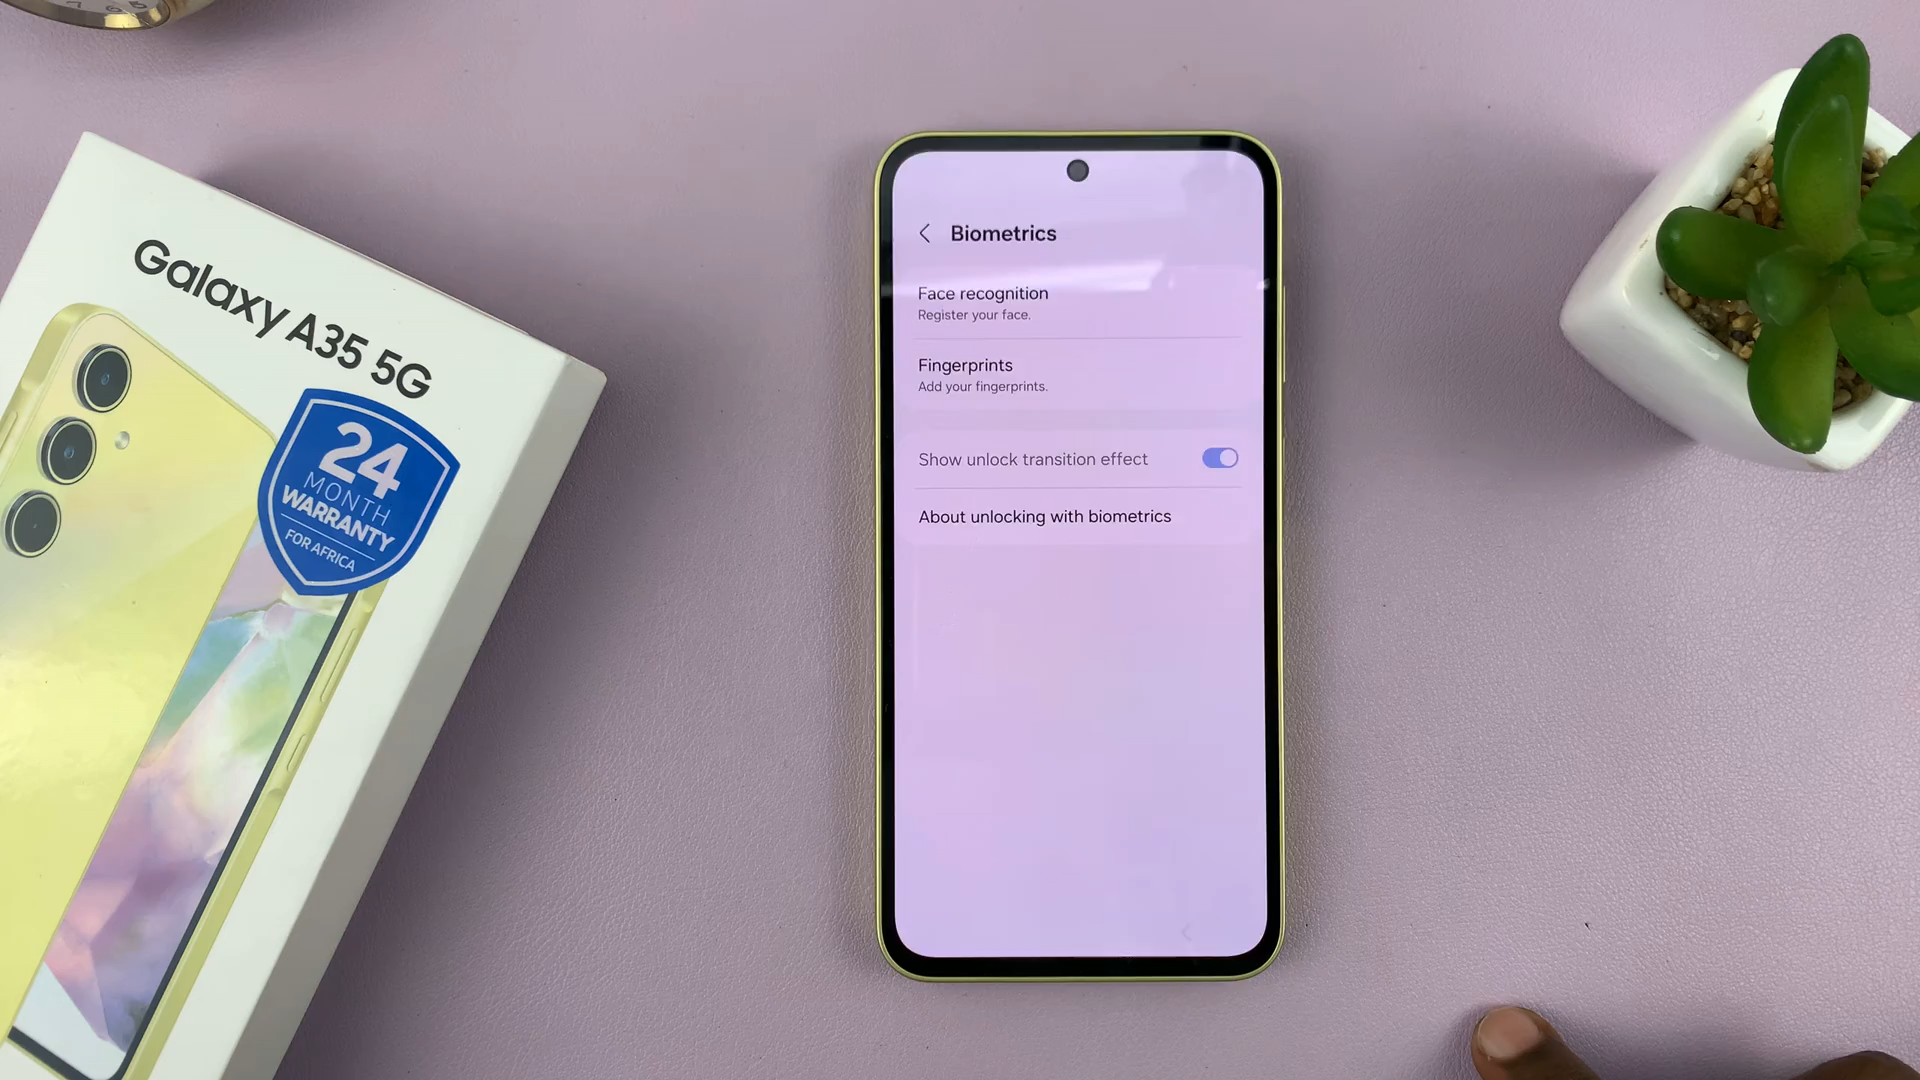 Galaxy A35 5G
24
MONTH
WARRANTY
FOR AFRICA
Biometrics
Face recognition
Register your face.
Fingerprints
Add your fingerprints.
Show unlock transition effect
About unlocking with biometrics